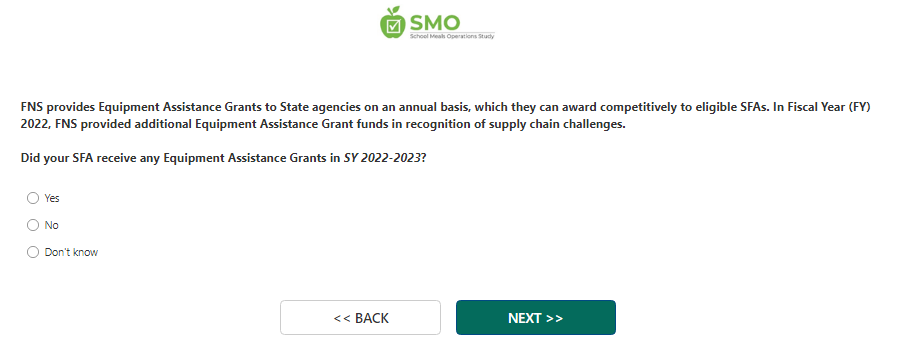 SMO
School Meals Operations Study
FNS provides Equipment Assistance Grants to State agencies on an annual basis, which they can award competitively to eligible SFAs. In Fiscal Year (FY)
2022, FNS provided additional Equipment Assistance Grant funds in recognition of supply chain challenges.
Did your SFA receive any Equipment Assistance Grants in SY 2022-2023?
Yes
No
Don't know
<< BACK
NEXT >>